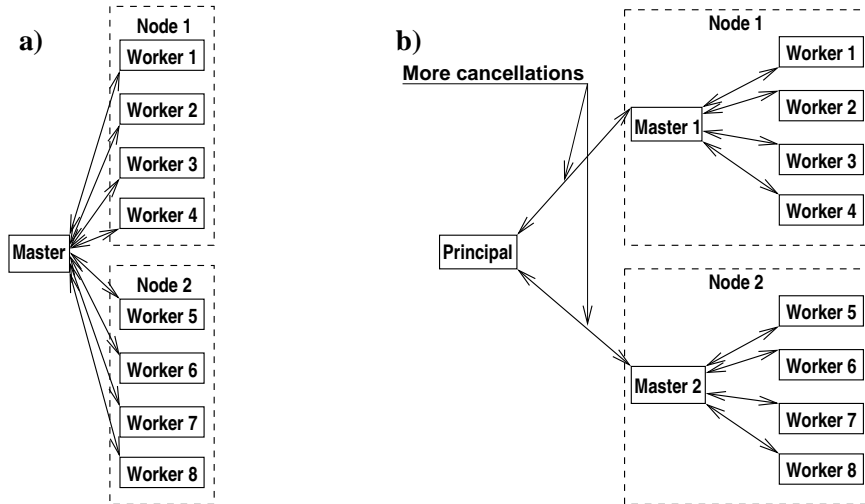 a)
Node 1
Worker 1
Worker 2
Worker 3
Worker 4
Master
Node 2
Worker 5
Worker 6
Worker 7
Worker 8
b)
More cancellations
Principal
Node 1
Master 1
Worker 1
Worker 2
Worker 3
Worker 4
Node 2
Master 2
Worker 5
Worker 6
Worker 7
Worker 8